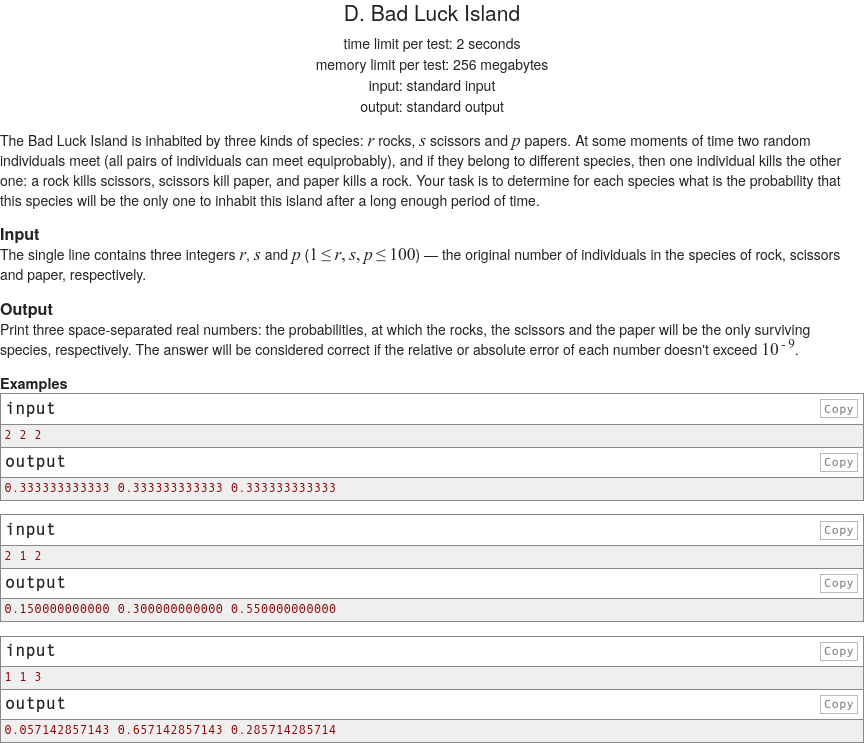 D. Bad Luck Island
time limit per test: 2 seconds
memory limit per test: 256 megabytes
input: standard input
output: standard output
The Bad Luck Island is inhabited by three kinds of species: r rocks, s scissors and p papers. At some moments of time two random
individuals meet (all pairs of individuals can meet equiprobably), and if they belong to different species, then one individual kills the other
one: a rock kills scissors, scissors kill paper, and paper kills a rock. Your task is to determine for each species what is the probability that
this species will be the only one to inhabit this island after a long enough period of time.
Input
The single line contains three integers r, s and p (1 ≤ r, s, p ≤ 100) — the original number of individuals in the species of rock, scissors
and paper, respectively.
Output
Print three space-separated real numbers: the probabilities, at which the rocks, the scissors and the paper will be the only surviving
species, respectively. The answer will be considered correct if the relative or absolute error of each number doesn't exceed 10^-9.
Examples
input
Copy
2 2 2
output
Copy
0.333333333333 0.333333333333 0.333333333333
input
Copy
2 1 2
output
Copy
0.150000000000 0.300000000000 0.550000000000
input
Copy
1 1 3
output
Copy
0.057142857143 0.657142857143 0.285714285714